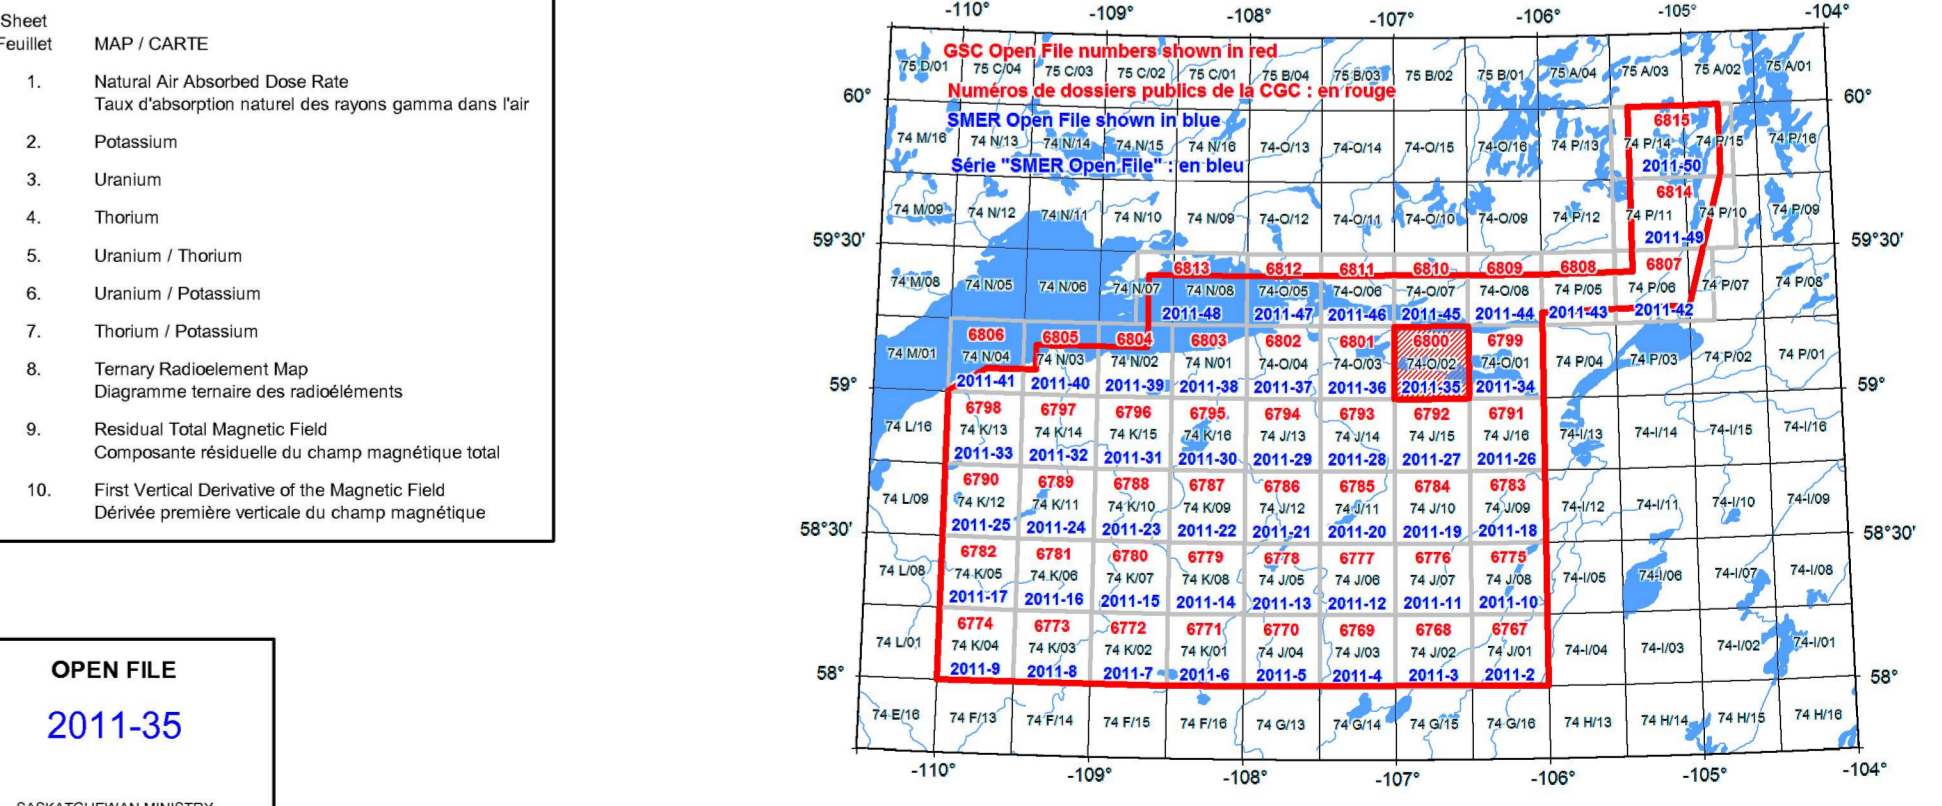 Sheet
Feuillet MAP / CARTE
1. Natural Air Absorbed Dose Rate
Taux d'absorption naturel des rayons gamma dans l'air
2. Potassium
3. Uranium
4. Thorium
5. Uranium / Thorium
6. Uranium / Potassium
7. Thorium / Potassium
8. Ternary Radioelement Map
Diagramme ternaire des radioéléments
9. Residual Total Magnetic Field
Composante résiduelle du champ magnétique total
10. First Vertical Derivative of the Magnetic Field
Dérivée première verticale du champ magnétique
OPEN FILE
2011-35
SASKATCHEWAN MINISTRY
-110° -109° -108° -107° -106° -105° -104°
GSC Open File numbers shown in red
75 D/01 75 C/04 75 C/03 75 C/02 75 C/01 75 B/04 75 B/03 75 B/02 75 B/01 75 A/04 75 A/03 75 A/02 75 A/01
Numéros de dossiers publics de la CGC : en rouge
60° 60°
SMER Open File shown in blue
6815
74 M/16 74 N/13 74 N/14 74 N/15 74 N/16 74-O/13 74-O/14 74-O/15 74-O/16 74 P/13 74 P/14 74 P/15 74 P/16
Série "SMER Open File" : en bleu
2011-50
6814
74 M/09 74 N/12 74 N/11 74 N/10 74 N/09 74-O/12 74-O/11 74-O/10 74-O/09 74 P/12 74 P/11 74 P/10 74 P/09
2011-49
59°30' 59°30'
6813 6812 6811 6810 6809 6808 6807
74 M/08 74 N/05 74 N/06 74 N/07 74 N/08 74-O/05 74-O/06 74-O/07 74-O/08 74 P/05 74 P/06 74 P/07 74 P/08
2011-48 2011-47 2011-46 2011-45 2011-44 2011-43 2011-42
6806 6805 6804 6803 6802 6801 6800 6799
74 M/01 74 N/04 74 N/03 74 N/02 74 N/01 74-O/04 74-O/03 74-O/02 74-O/01 74 P/04 74 P/03 74 P/02 74 P/01
2011-41 2011-40 2011-39 2011-38 2011-37 2011-36 2011-35 2011-34
59° 59°
6798 6797 6796 6795 6794 6793 6792 6791
74 L/16 74 K/13 74 K/14 74 K/15 74 K/16 74 J/13 74 J/14 74 J/15 74 J/16 74-I/13 74-I/14 74-I/15 74-I/16
2011-33 2011-32 2011-31 2011-30 2011-29 2011-28 2011-27 2011-26
6790 6789 6788 6787 6786 6785 6784 6783
74 L/09 74 K/12 74 K/11 74 K/10 74 K/09 74 J/12 74 J/11 74 J/10 74 J/09 74-I/12 74-I/11 74-I/10 74-I/09
2011-25 2011-24 2011-23 2011-22 2011-21 2011-20 2011-19 2011-18
58°30' 58°30'
6782 6781 6780 6779 6778 6777 6776 6775
74 L/08 74 K/05 74 K/06 74 K/07 74 K/08 74 J/05 74 J/06 74 J/07 74 J/08 74-I/05 74-I/06 74-I/07 74-I/08
2011-17 2011-16 2011-15 2011-14 2011-13 2011-12 2011-11 2011-10
6774 6773 6772 6771 6770 6769 6768 6767
74 L/01 74 K/04 74 K/03 74 K/02 74 K/01 74 J/04 74 J/03 74 J/02 74 J/01 74-I/04 74-I/03 74-I/02 74-I/01
2011-9 2011-8 2011-7 2011-6 2011-5 2011-4 2011-3 2011-2
58° 58°
74 E/16 74 F/13 74 F/14 74 F/15 74 F/16 74 G/13 74 G/14 74 G/15 74 G/16 74 H/13 74 H/14 74 H/15 74 H/16
-110° -109° -108° -107° -106° -105° -104°